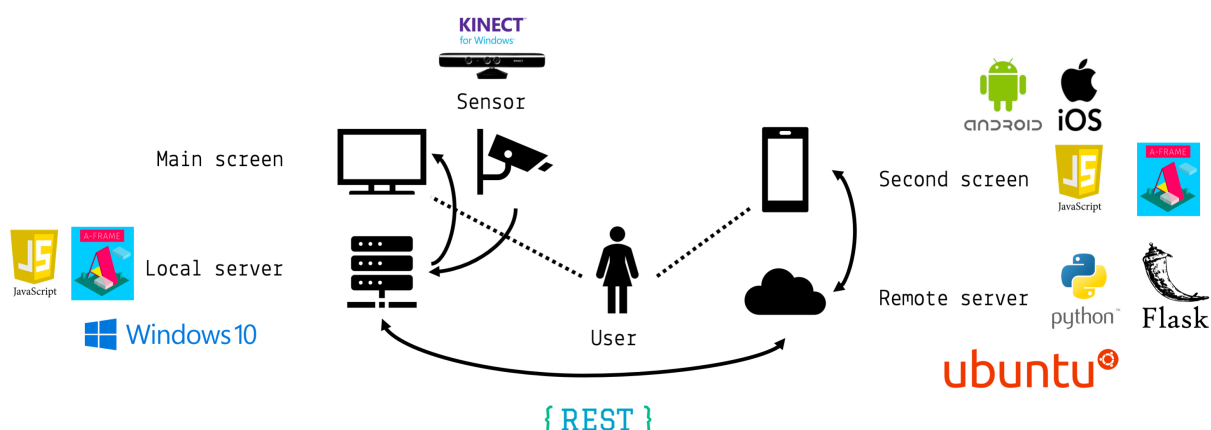 KINECT
for Windows
Sensor
Main screen
ANDROID
iOS
Second screen
JS
JavaScript
A-FRAME
JS
JavaScript
A-FRAME
Local server
Windows 10
User
Remote server
python
Flask
ubuntu
{ REST }